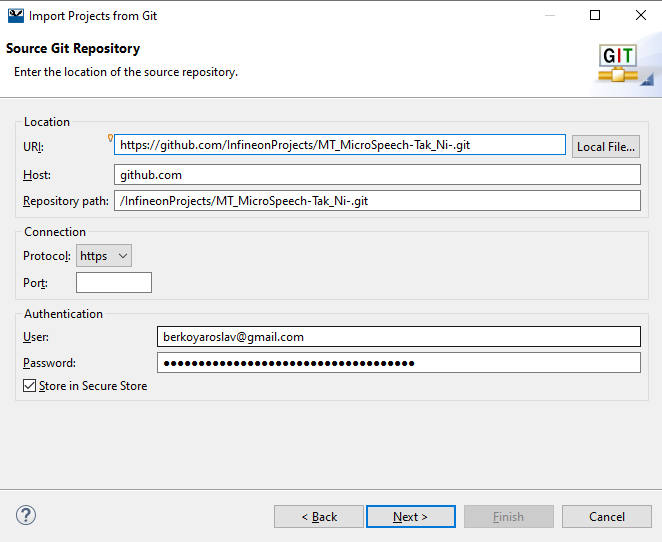 Import Projects from Git
Source Git Repository
Enter the location of the source repository.
GIT
Location
URI:
https://github.com/InfineonProjects/MT_MicroSpeech-Tak_Ni-.git
Local File...
Host:
github.com
Repository path:
/InfineonProjects/MT_MicroSpeech-Tak_Ni-.git
Connection
Protocol:
https
Port:
Authentication
User:
berkoyaroslav@gmail.com
Password:
●●●●●●●●●●●●●●●●●●●●●●●●●●●●●●●●●●●●
Store in Secure Store
?
< Back
Next >
Finish
Cancel